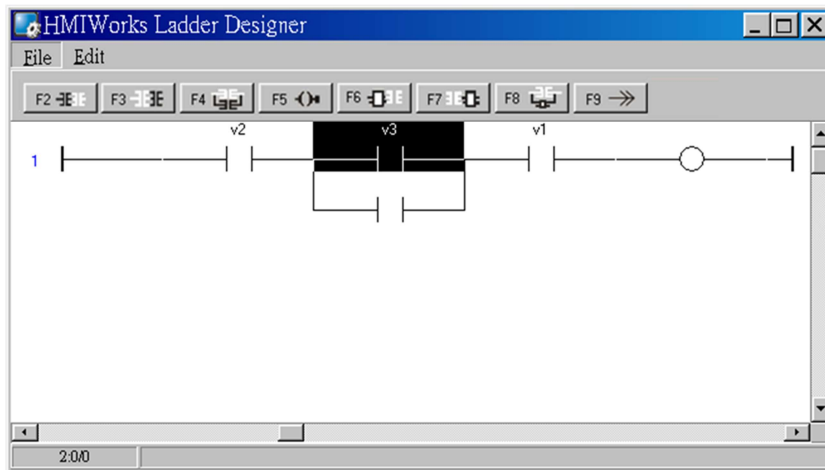 HMIWorks Ladder Designer
File Edit
F2 F3 F4 F5 F6 F7 F8 F9
v2 v3 v1
1
2:0/0